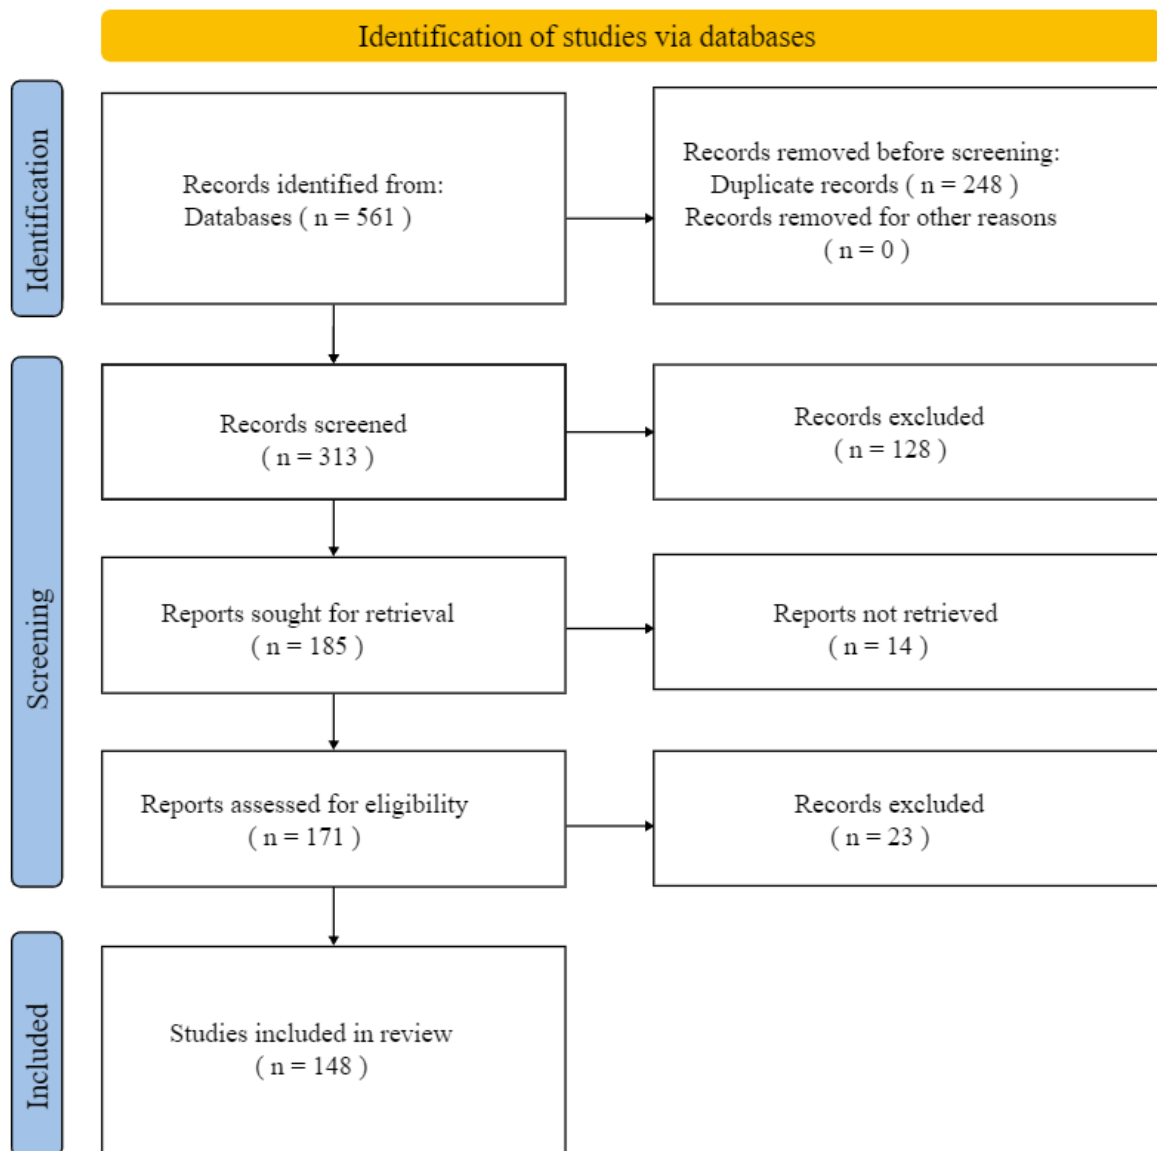 Identification of studies via databases
Identification
Records identified from:
Databases ( n = 561 )
Records removed before screening:
Duplicate records ( n = 248 )
Records removed for other reasons
( n = 0 )
Screening
Records screened
( n = 313 )
Records excluded
( n = 128 )
Reports sought for retrieval
( n = 185 )
Reports not retrieved
( n = 14 )
Reports assessed for eligibility
( n = 171 )
Records excluded
( n = 23 )
Included
Studies included in review
( n = 148 )